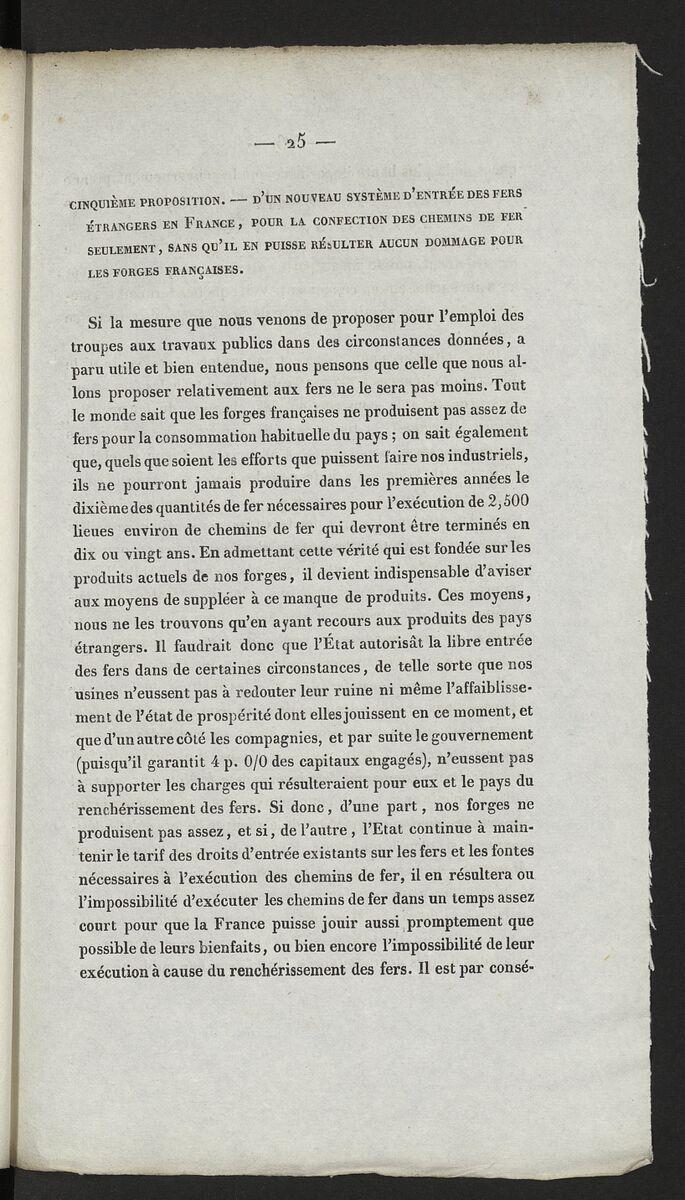 — 25 —
CINQUIÈME PROPOSITION. — D'UN NOUVEAU SYSTÈME D'ENTRÉE DES FERS
ÉTRANGERS EN FRANCE, POUR LA CONFECTION DES CHEMINS DE FER
SEULEMENT, SANS QU'IL EN PUISSE RÉSULTER AUCUN DOMMAGE POUR
LES FORGES FRANÇAISES.
Si la mesure que nous venons de proposer pour l'emploi des
troupes aux travaux publics dans des circonstances données, a
paru utile et bien entendue, nous pensons que celle que nous al-
lons proposer relativement aux fers ne le sera pas moins. Tout
le monde sait que les forges françaises ne produisent pas assez de
fers pour la consommation habituelle du pays ; on sait également
que, quels que soient les efforts que puissent faire nos industriels,
ils ne pourront jamais produire dans les premières années le
dixième des quantités de fer nécessaires pour l'exécution de 2,500
lieues environ de chemins de fer qui devront être terminés en
dix ou vingt ans. En admettant cette vérité qui est fondée sur les
produits actuels de nos forges, il devient indispensable d'aviser
aux moyens de suppléer à ce manque de produits. Ces moyens,
nous ne les trouvons qu'en ayant recours aux produits des pays
étrangers. Il faudrait donc que l'État autorisât la libre entrée
des fers dans de certaines circonstances, de telle sorte que nos
usines n'eussent pas à redouter leur ruine ni même l'affaiblisse-
ment de l'état de prospérité dont elles jouissent en ce moment, et
que d'un autre côté les compagnies, et par suite le gouvernement
(puisqu'il garantit 4 p. 0/0 des capitaux engagés), n'eussent pas
à supporter les charges qui résulteraient pour eux et le pays du
renchérissement des fers. Si donc, d'une part, nos forges ne
produisent pas assez, et si, de l'autre, l'Etat continue à main-
tenir le tarif des droits d'entrée existants sur les fers et les fontes
nécessaires à l'exécution des chemins de fer, il en résultera ou
l'impossibilité d'exécuter les chemins de fer dans un temps assez
court pour que la France puisse jouir aussi promptement que
possible de leurs bienfaits, ou bien encore l'impossibilité de leur
exécution à cause du renchérissement des fers. Il est par consé-